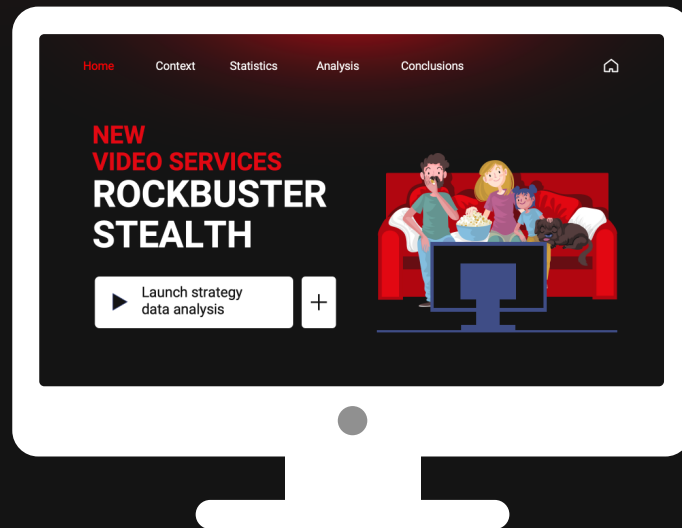 Home Context Statistics Analysis Conclusions
NEW
VIDEO SERVICES
ROCKBUSTER
STEALTH
Launch strategy
data analysis